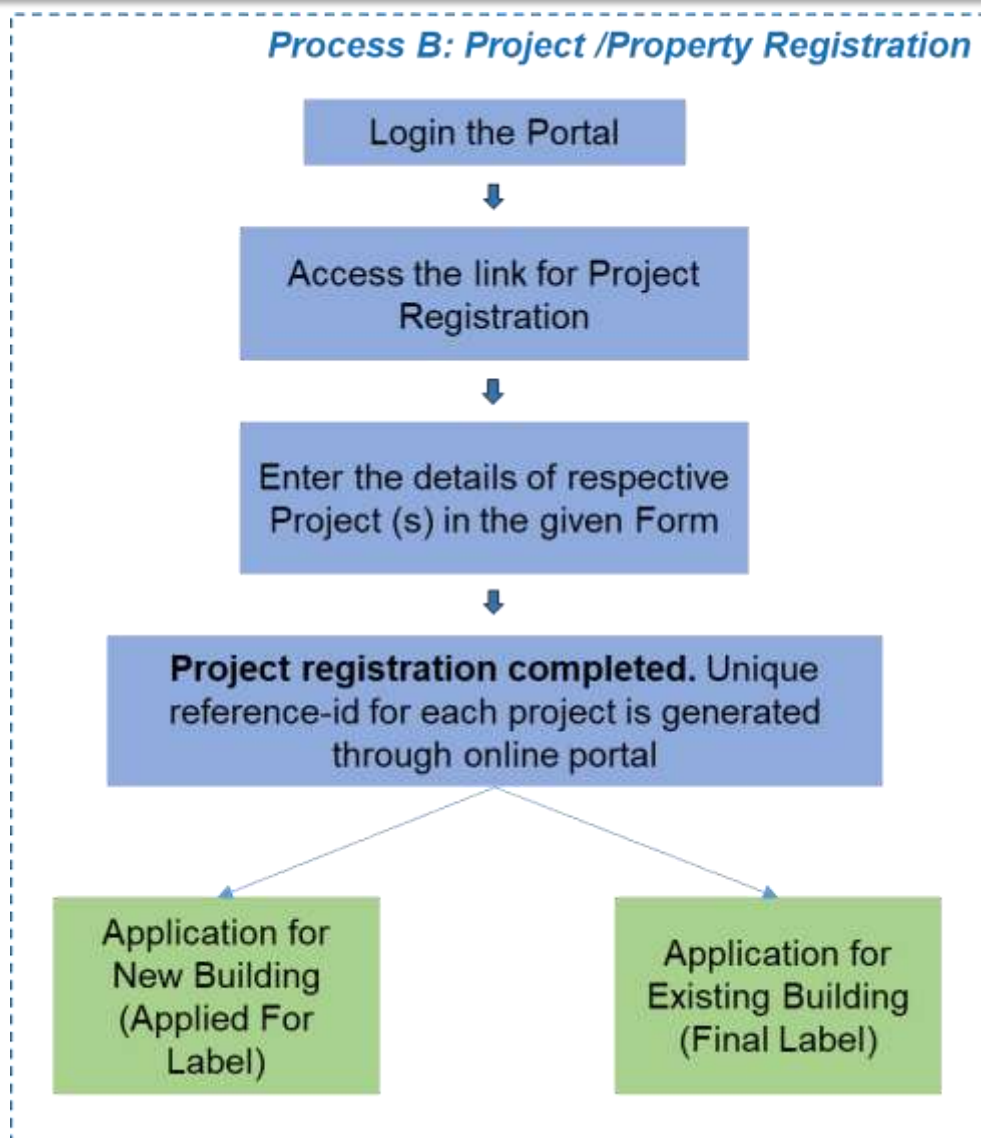 Process B: Project /Property Registration
Login the Portal
Access the link for Project
Registration
Enter the details of respective
Project (s) in the given Form
Project registration completed. Unique
reference-id for each project is generated
through online portal
Application for
New Building
(Applied For
Label)
Application for
Existing Building
(Final Label)